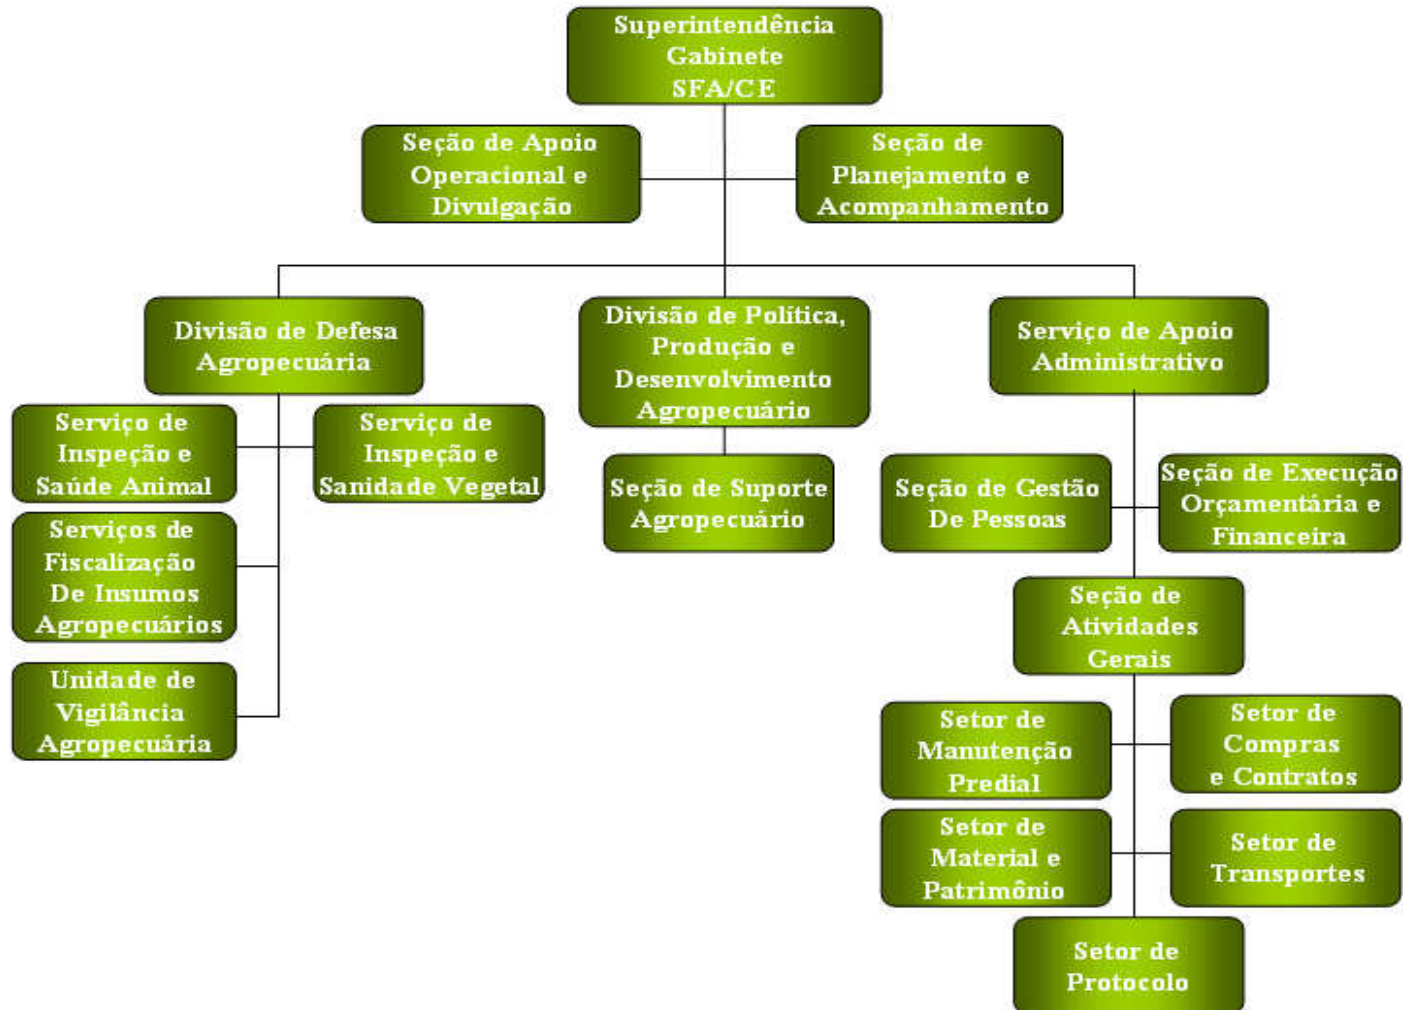 Superintendência
Gabinete
SFA/CE
Seção de Apoio
Operacional e
Divulgação
Seção de
Planejamento e
Acompanhamento
Divisão de Defesa
Agropecuária
Divisão de Política,
Produção e
Desenvolvimento
Agropecuário
Serviço de Apoio
Administrativo
Serviço de
Inspeção e
Saúde Animal
Serviço de
Inspeção e
Sanidade Vegetal
Serviços de
Fiscalização
De Insumos
Agropecuários
Unidade de
Vigilância
Agropecuária
Seção de Suporte
Agropecuário
Seção de Gestão
De Pessoas
Seção de Execução
Orçamentária e
Financeira
Seção de
Atividades
Gerais
Setor de
Manutenção
Predial
Setor de
Compras
e Contratos
Setor de
Material e
Patrimônio
Setor de
Transportes
Setor de
Protocolo